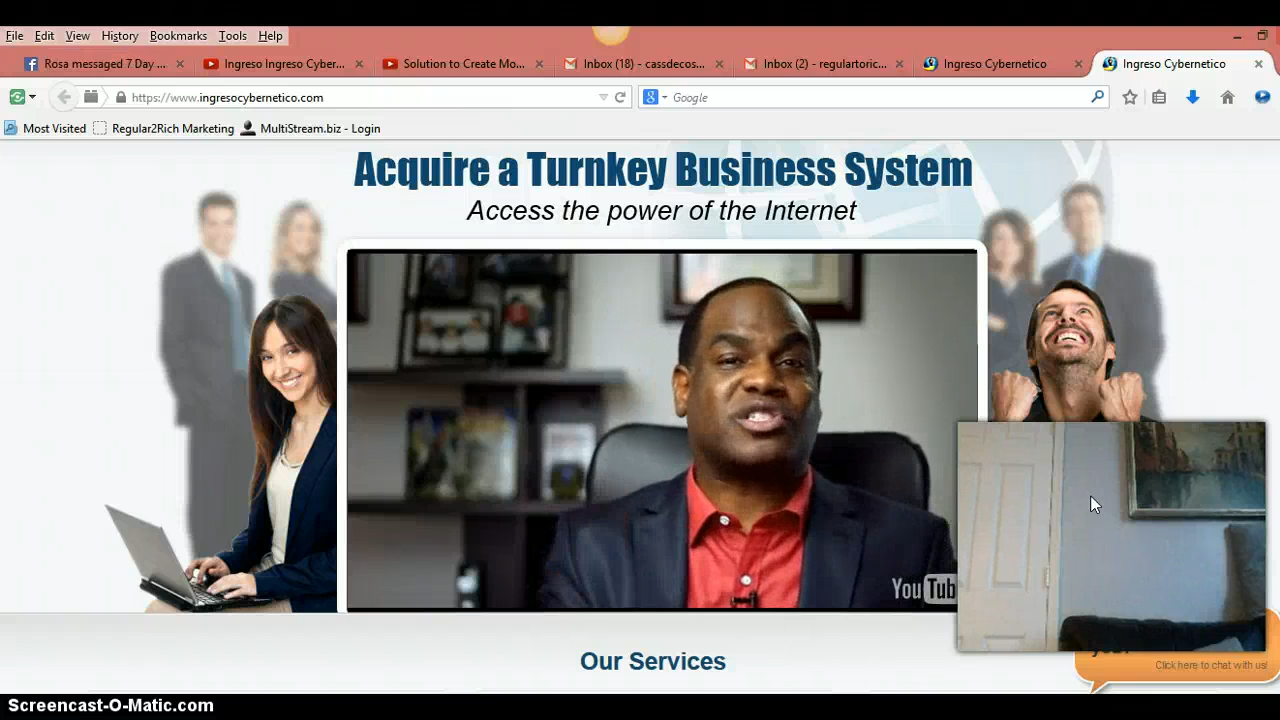 File Edit View History Bookmarks Tools Help
Rosa messaged 7 Day ...
Ingreso Ingreso Cyber...
Solution to Create Mo...
Inbox (18) - cassdecos...
Inbox (2) - regulartoric...
Ingreso Cybernetico
Ingreso Cybernetico
https://www.ingresocybernetico.com
Google
Most Visited Regular2Rich Marketing MultiStream.biz - Login
Acquire a Turnkey Business System
Access the power of the Internet
YouTub
Our Services
Click here to chat with us!
Screencast-O-Matic.com